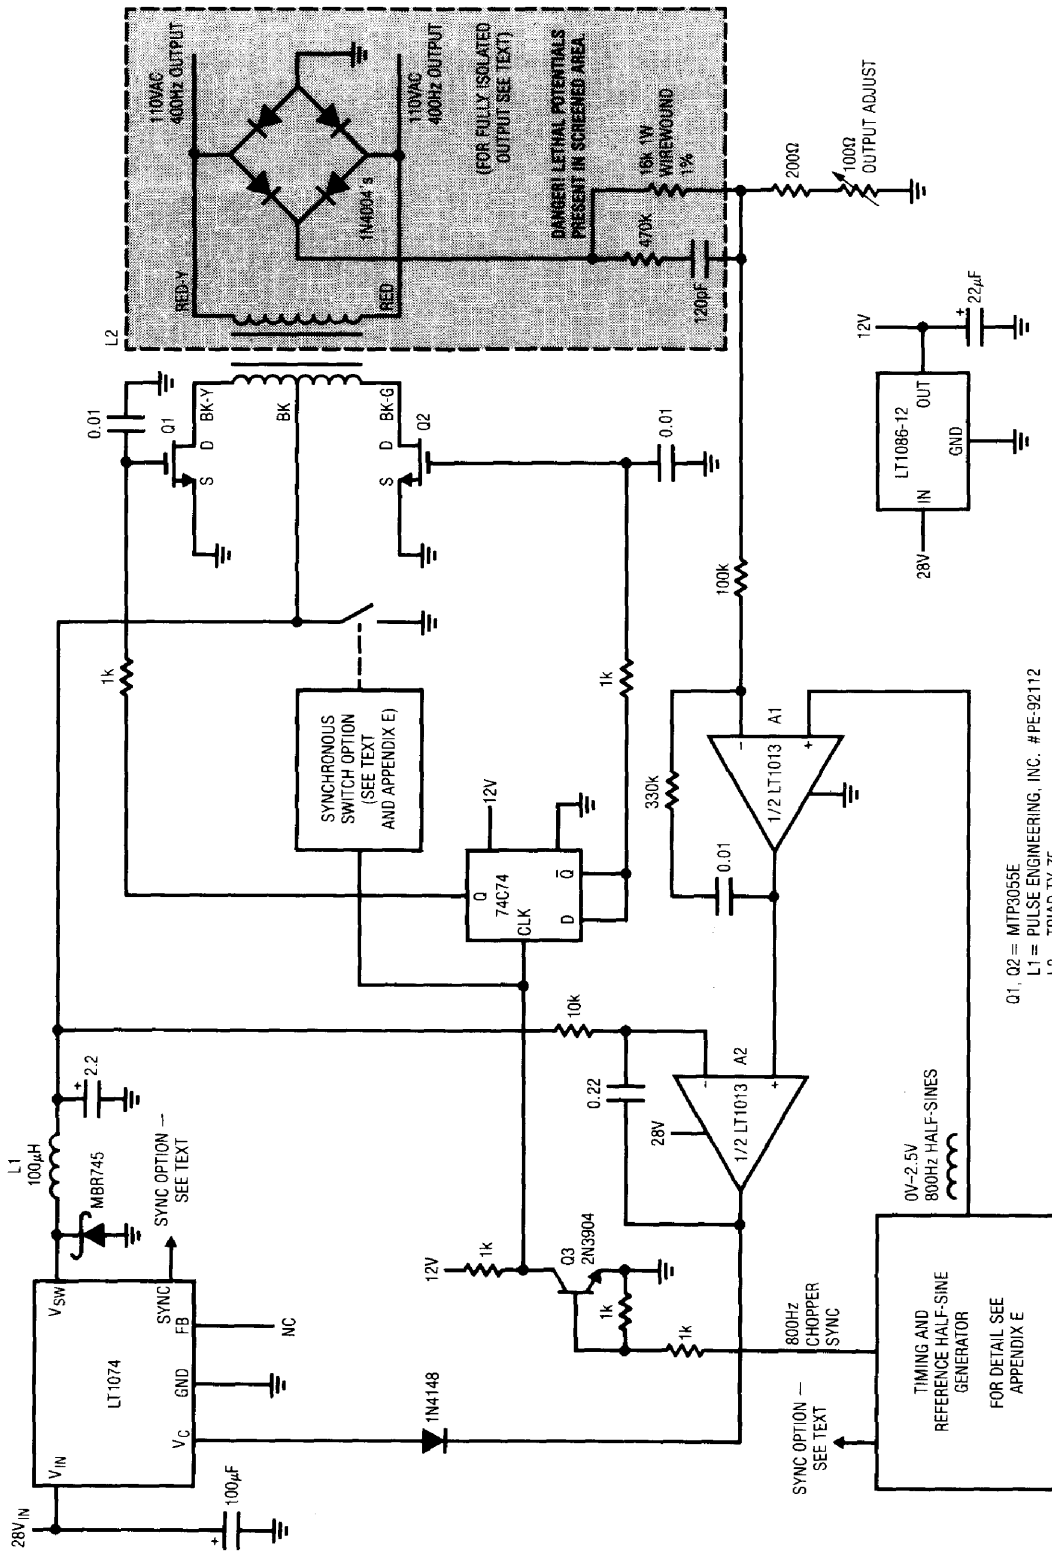 28VIN
100µF
+
VIN
LT1074
VC
GND
FB
SYNC
VSW
NC
SYNC OPTION —
SEE TEXT
MBR745
L1
100µH
+
2.2
1N4148
12V
1k
Q3
2N3904
1k
1k
800Hz
CHOPPER
SYNC
SYNC OPTION —
SEE TEXT
TIMING AND
REFERENCE HALF-SINE
GENERATOR
FOR DETAIL SEE
APPENDIX E
0V–2.5V
800Hz HALF-SINES
10k
0.22
28V
A2
1/2 LT1013
−
+
0.01
330k
A1
1/2 LT1013
−
+
100k
74C74
CLK
D
Q
Q̅
12V
SYNCHRONOUS
SWITCH OPTION
(SEE TEXT
AND APPENDIX E)
1k
1k
0.01
0.01
Q1
D
S
Q2
D
S
BK-Y
BK
BK-G
L2
RED-Y
RED
1N4004's
110VAC
400Hz OUTPUT
110VAC
400Hz OUTPUT
(FOR FULLY ISOLATED
OUTPUT SEE TEXT)
DANGER! LETHAL POTENTIALS
PRESENT IN SCREENED AREA.
16k 1W
WIREWOUND
1%
470k
120pF
200Ω
100Ω
OUTPUT ADJUST
28V
IN
LT1086-12
GND
OUT
12V
+
22µF
Q1, Q2 = MTP3055E
L1 = PULSE ENGINEERING, INC. #PE-92112